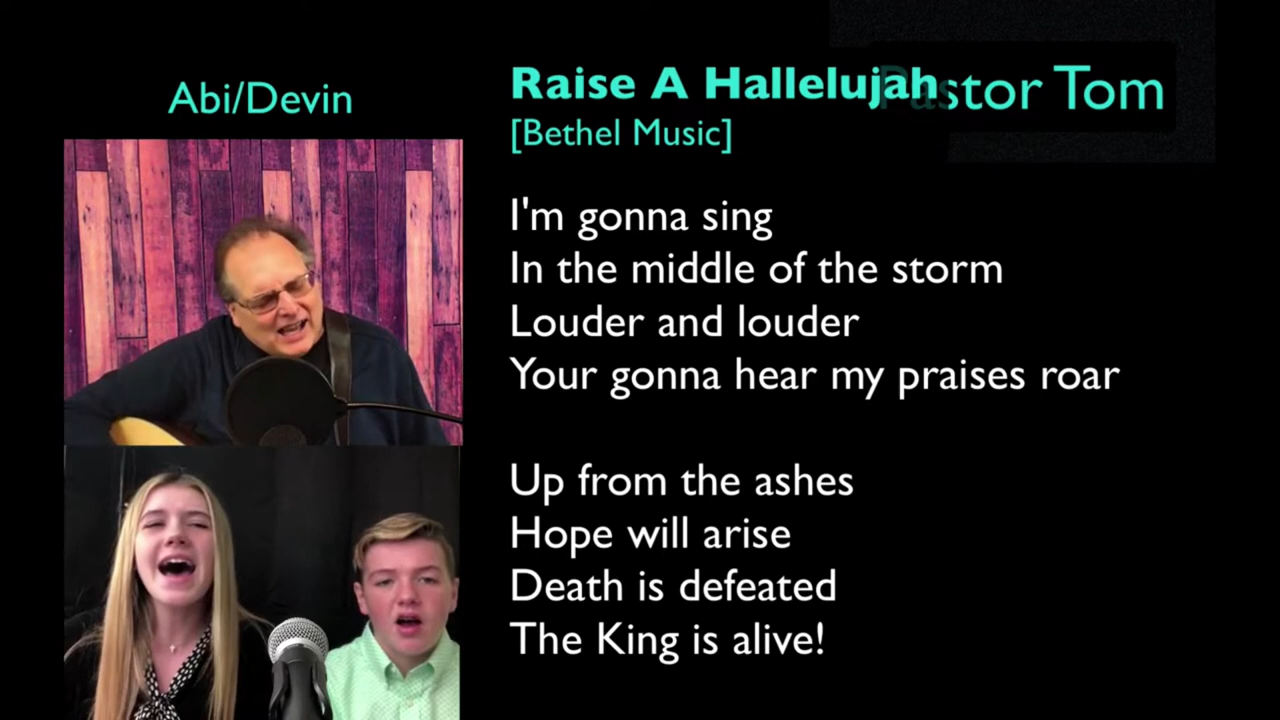 Abi/Devin
Raise A Hallelujah
Pastor Tom
[Bethel Music]
I'm gonna sing
In the middle of the storm
Louder and louder
Your gonna hear my praises roar
Up from the ashes
Hope will arise
Death is defeated
The King is alive!